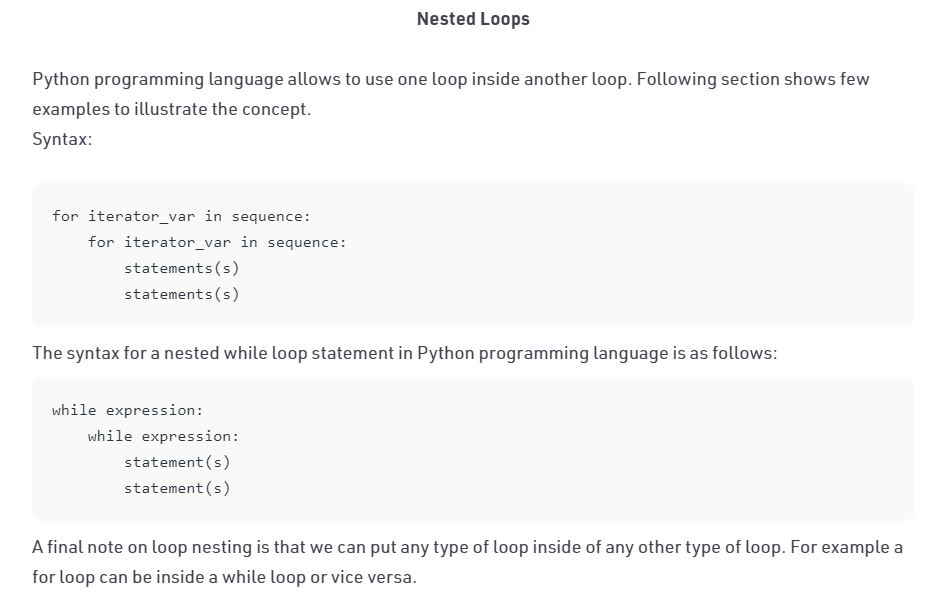 Nested Loops
Python programming language allows to use one loop inside another loop. Following section shows few
examples to illustrate the concept.
Syntax:
for iterator_var in sequence:
    for iterator_var in sequence:
        statements(s)
        statements(s)
The syntax for a nested while loop statement in Python programming language is as follows:
while expression:
    while expression:
        statement(s)
        statement(s)
A final note on loop nesting is that we can put any type of loop inside of any other type of loop. For example a
for loop can be inside a while loop or vice versa.